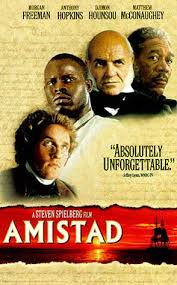 MORGAN FREEMAN ANTHONY HOPKINS DJIMON HOUNSOU MATTHEW McCONAUGHEY
"ABSOLUTELY
UNFORGETTABLE."
A STEVEN SPIELBERG FILM
AMISTAD